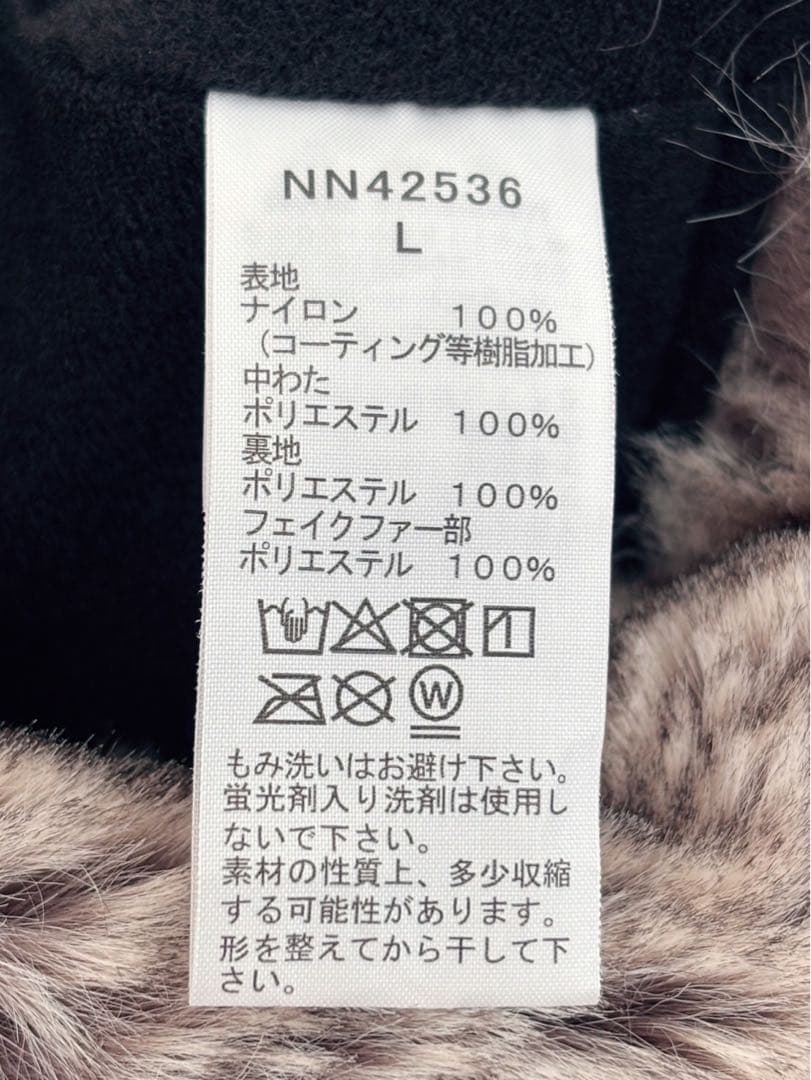 NN42536
L
表地
ナイロン 100%
(コーティング等樹脂加工)
中わた
ポリエステル 100%
裏地
ポリエステル 100%
フェイクファー部
ポリエステル 100%
W
もみ洗いはお避け下さい。
蛍光剤入り洗剤は使用し
ないで下さい。
素材の性質上、多少収縮
する可能性があります。
形を整えてから干して下
さい。